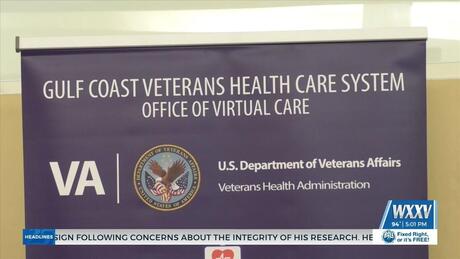 GULF COAST VETERANS HEALTH CARE SYSTEM
OFFICE OF VIRTUAL CARE
VA
U.S. Department of Veterans Affairs
Veterans Health Administration
WXXV
94° 5:01 PM
HEADLINES
SIGN FOLLOWING CONCERNS ABOUT THE INTEGRITY OF HIS RESEARCH. HE
Fixed Right,
or it's FREE!